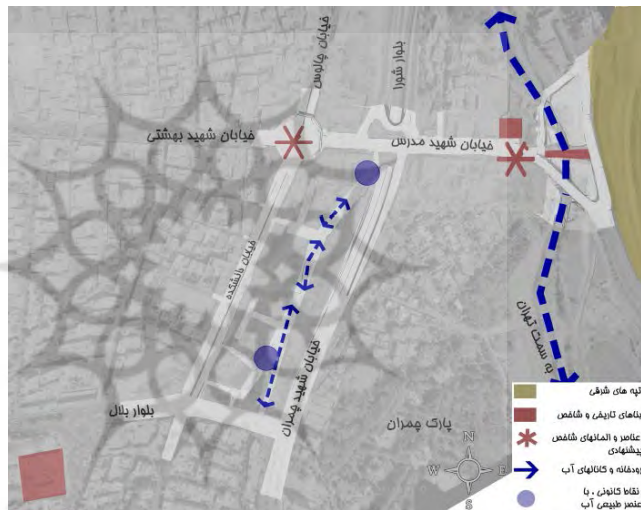 خیابان چالوس
بلوار شورا
خیابان شهید بهشتی
خیابان شهید مدرس
خیابان دانشکده
به سمت تهران
خیابان شهید چمران
بلوار بلال
پارک چمران
N
W
E
S
تپه های شرقی
بناهای تاریخی و شاخص
عناصر و المانهای شاخص
پیشنهادی
رودخانه و کانالهای آب
نقاط کانونی ، با
عنصر طبیعی آب